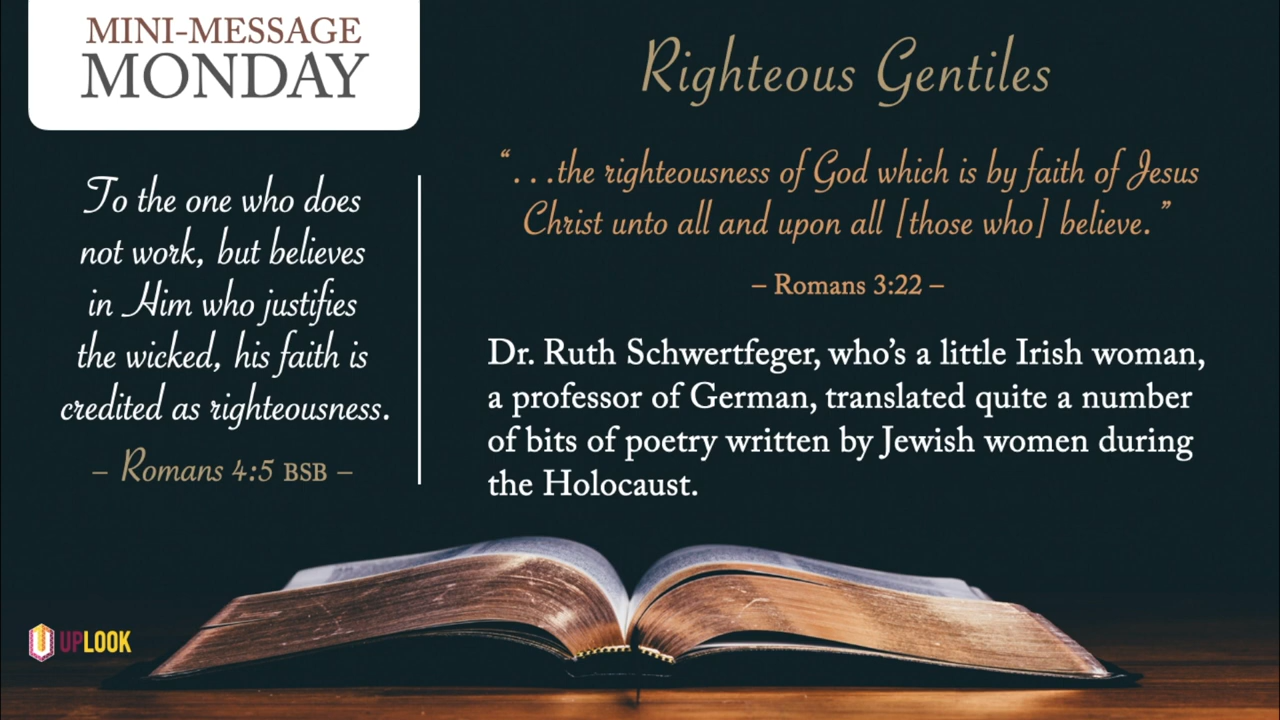 MINI-MESSAGE
MONDAY
To the one who does
not work, but believes
in Him who justifies
the wicked, his faith is
credited as righteousness.
– Romans 4:5 BSB –
Righteous Gentiles
“. . .the righteousness of God which is by faith of Jesus
Christ unto all and upon all [those who] believe.”
– Romans 3:22 –
Dr. Ruth Schwertfeger, who’s a little Irish woman,
a professor of German, translated quite a number
of bits of poetry written by Jewish women during
the Holocaust.
UPLOOK